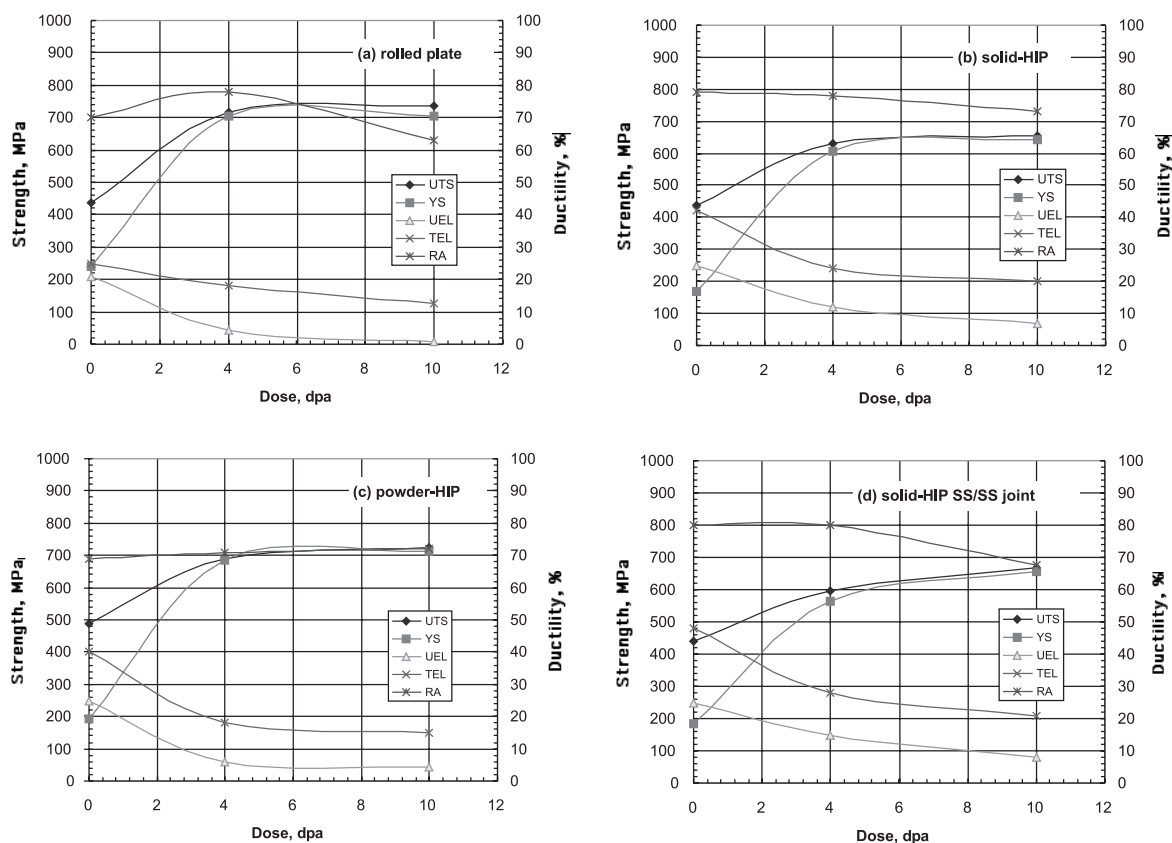 (a) rolled plate
Strength, MPa
1000
900
800
700
600
500
400
300
200
100
0
100
90
80
70
60
50
40
30
20
10
0
Ductility, %
UTS
YS
UEL
TEL
RA
0 2 4 6 8 10 12
Dose, dpa
(b) solid-HIP
Strength, MPa
1000
900
800
700
600
500
400
300
200
100
0
100
90
80
70
60
50
40
30
20
10
0
Ductility, %
UTS
YS
UEL
TEL
RA
0 2 4 6 8 10 12
Dose, dpa
(c) powder-HIP
Strength, MPa
1000
900
800
700
600
500
400
300
200
100
0
100
90
80
70
60
50
40
30
20
10
0
Ductility, %
UTS
YS
UEL
TEL
RA
0 2 4 6 8 10 12
Dose, dpa
(d) solid-HIP SS/SS joint
Strength, MPa
1000
900
800
700
600
500
400
300
200
100
0
100
90
80
70
60
50
40
30
20
10
0
Ductility, %
UTS
YS
UEL
TEL
RA
0 2 4 6 8 10 12
Dose, dpa